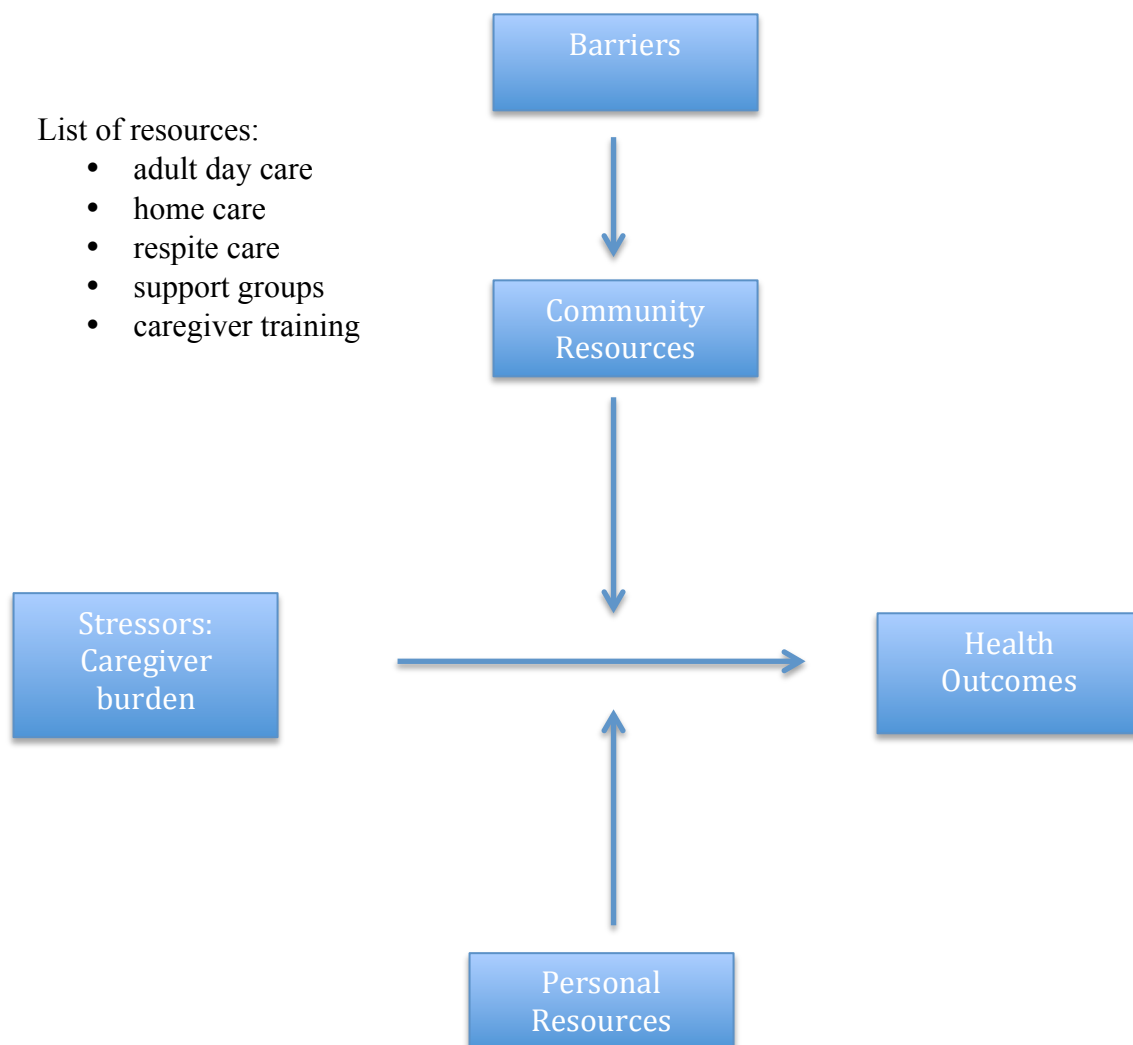 Barriers
List of resources:
• adult day care
• home care
• respite care
• support groups
• caregiver training
Community
Resources
Stressors:
Caregiver
burden
Health
Outcomes
Personal
Resources